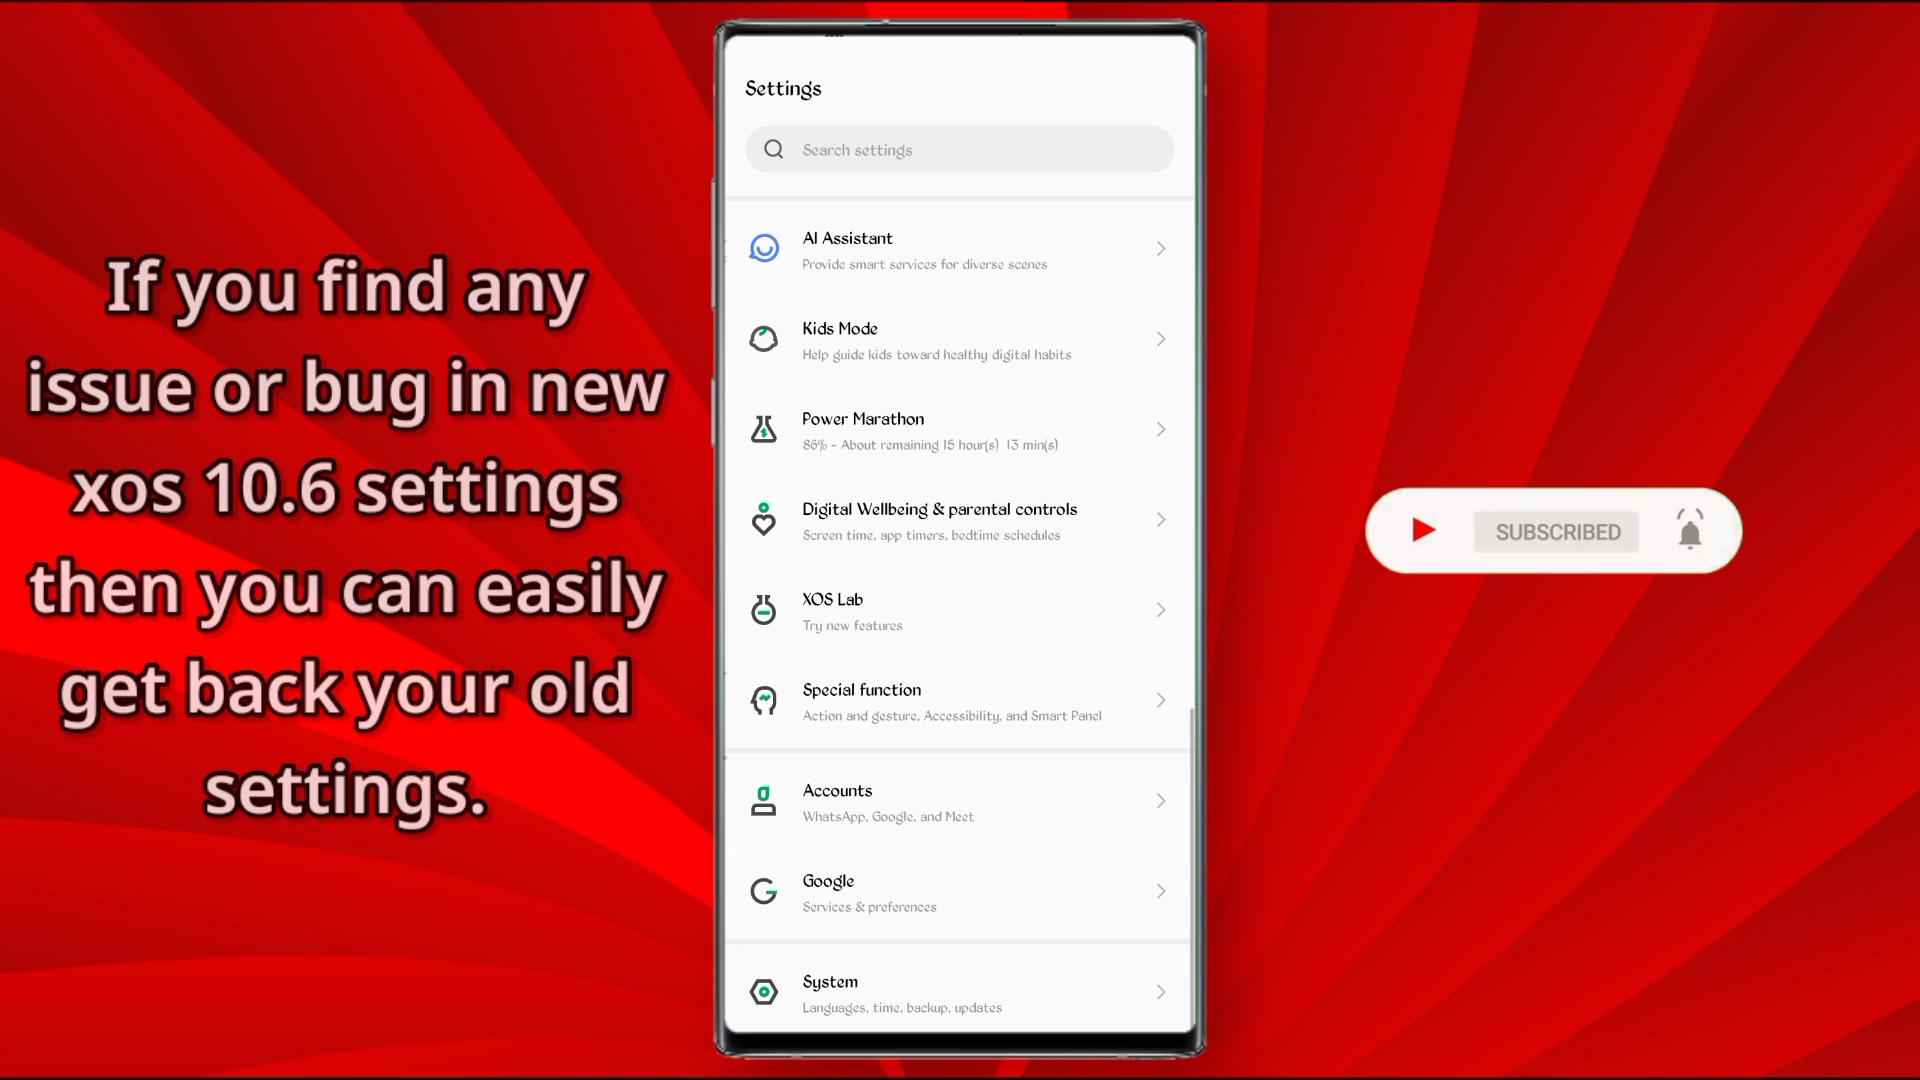 If you find any
issue or bug in new
xos 10.6 settings
then you can easily
get back your old
settings.
Settings
Search settings
AI Assistant
Provide smart services for diverse scenes
Kids Mode
Help guide kids toward healthy digital habits
Power Marathon
86% - About remaining 15 hour(s) 13 min(s)
Digital Wellbeing & parental controls
Screen time, app timers, bedtime schedules
XOS Lab
Try new features
Special function
Action and gesture, Accessibility, and Smart Panel
Accounts
WhatsApp, Google, and Meet
Google
Services & preferences
System
Languages, time, backup, updates
SUBSCRIBED